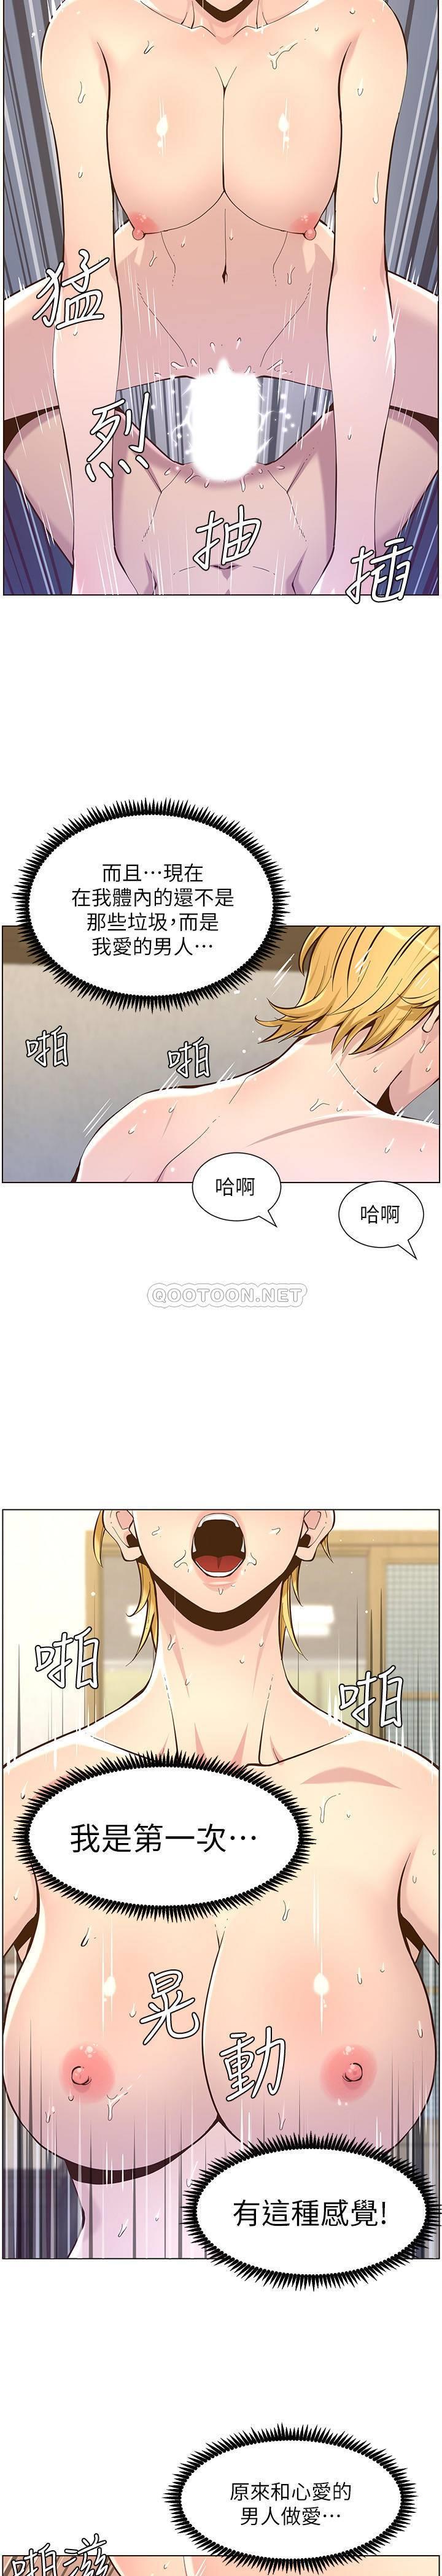 猛
烈
抽
插
而且⋯現在
在我體內的還不是
那些垃圾,而是
我愛的男人⋯
啪
啪
哈啊
哈啊
QOOTOON.NET
啪
啪
我是第一次⋯
晃
動
有這種感覺!
原來和心愛的
男人做愛⋯
啪
滋